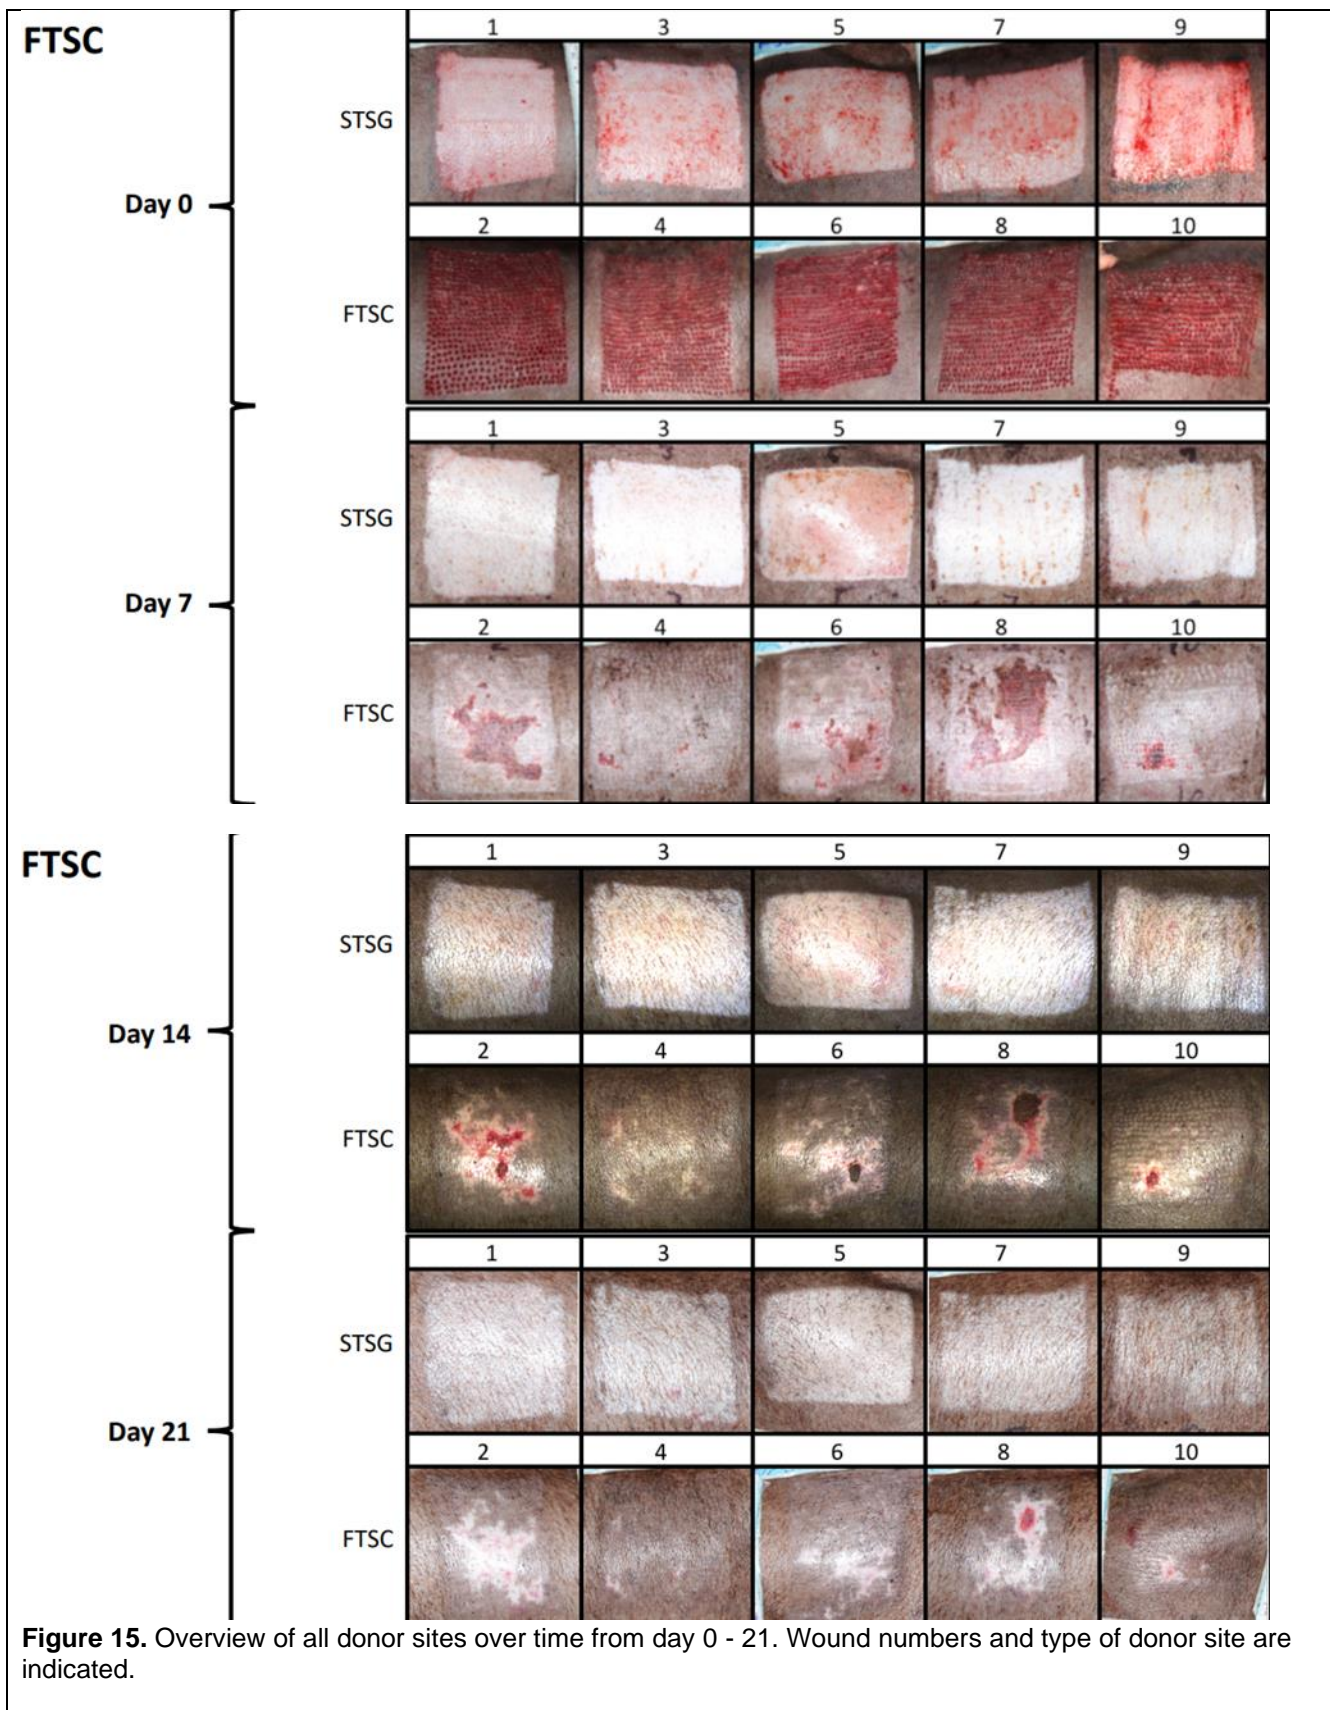 FTSC
1 3 5 7 9
STSG
Day 0
2 4 6 8 10
FTSC
1 3 5 7 9
STSG
Day 7
2 4 6 8 10
FTSC
FTSC
1 3 5 7 9
STSG
Day 14
2 4 6 8 10
FTSC
1 3 5 7 9
STSG
Day 21
2 4 6 8 10
FTSC
Figure 15. Overview of all donor sites over time from day 0 - 21. Wound numbers and type of donor site are
indicated.